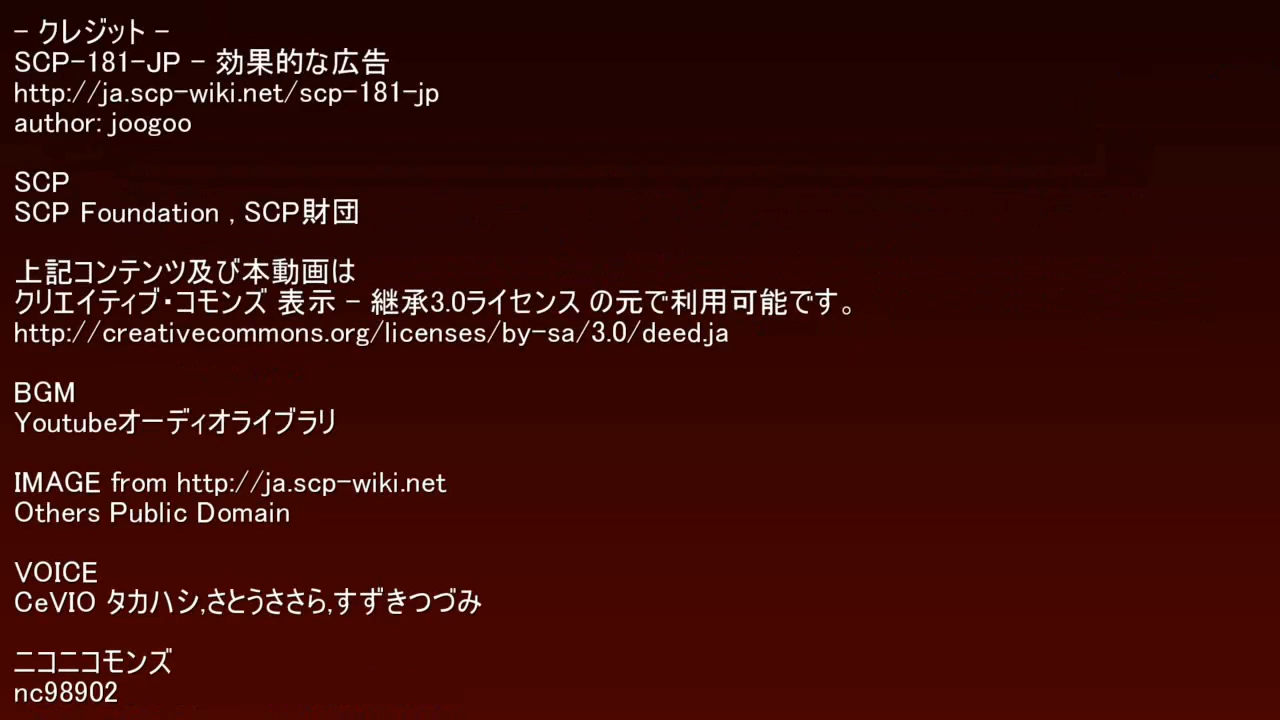 - クレジット -
SCP-181-JP - 効果的な広告
http://ja.scp-wiki.net/scp-181-jp
author: joogoo
SCP
SCP Foundation , SCP財団
上記コンテンツ及び本動画は
クリエイティブ・コモンズ 表示 - 継承3.0ライセンス の元で利用可能です。
http://creativecommons.org/licenses/by-sa/3.0/deed.ja
BGM
Youtubeオーディオライブラリ
IMAGE from http://ja.scp-wiki.net
Others Public Domain
VOICE
CeVIO タカハシ,さとうささら,すずきつづみ
ニコニコモンズ
nc98902